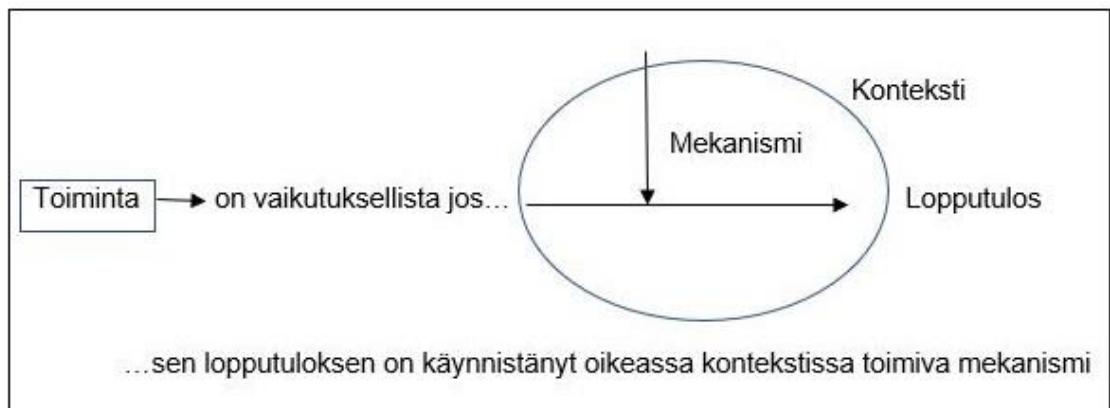 Konteksti
Mekanismi
Toiminta
on vaikutuksellista jos…
Lopputulos
…sen lopputuloksen on käynnistänyt oikeassa kontekstissa toimiva mekanismi